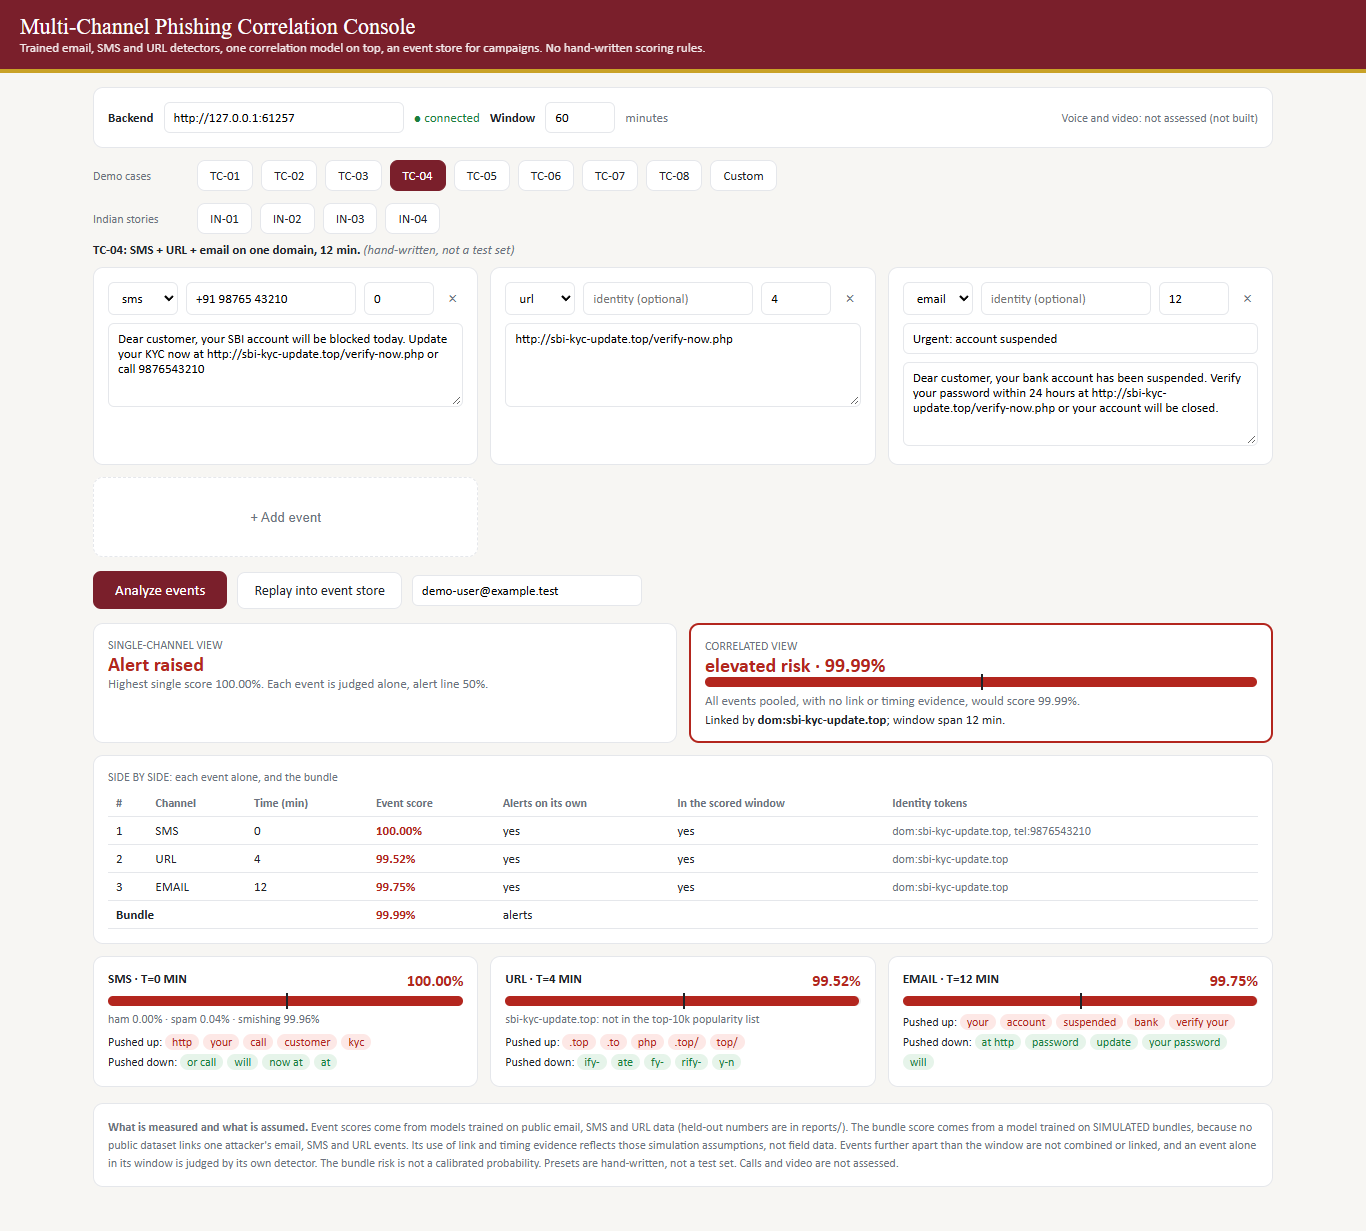 Multi-Channel Phishing Correlation Console
Trained email, SMS and URL detectors, one correlation model on top, an event store for campaigns. No hand-written scoring rules.
Backend http://127.0.0.1:61257 ● connected Window 60 minutes Voice and video: not assessed (not built)
Demo cases TC-01 TC-02 TC-03 TC-04 TC-05 TC-06 TC-07 TC-08 Custom
Indian stories IN-01 IN-02 IN-03 IN-04
TC-04: SMS + URL + email on one domain, 12 min. (hand-written, not a test set)
sms +91 98765 43210 0 ×
Dear customer, your SBI account will be blocked today. Update
your KYC now at http://sbi-kyc-update.top/verify-now.php or
call 9876543210
url identity (optional) 4 ×
http://sbi-kyc-update.top/verify-now.php
email identity (optional) 12 ×
Urgent: account suspended
Dear customer, your bank account has been suspended. Verify
your password within 24 hours at http://sbi-kyc-
update.top/verify-now.php or your account will be closed.
+ Add event
Analyze events Replay into event store demo-user@example.test
SINGLE-CHANNEL VIEW
Alert raised
Highest single score 100.00%. Each event is judged alone, alert line 50%.
CORRELATED VIEW
elevated risk · 99.99%
All events pooled, with no link or timing evidence, would score 99.99%.
Linked by dom:sbi-kyc-update.top; window span 12 min.
SIDE BY SIDE: each event alone, and the bundle
# Channel Time (min) Event score Alerts on its own In the scored window Identity tokens
1 SMS 0 100.00% yes yes dom:sbi-kyc-update.top, tel:9876543210
2 URL 4 99.52% yes yes dom:sbi-kyc-update.top
3 EMAIL 12 99.75% yes yes dom:sbi-kyc-update.top
Bundle 99.99% alerts
SMS · T=0 MIN 100.00%
ham 0.00% · spam 0.04% · smishing 99.96%
Pushed up: http your call customer kyc
Pushed down: or call will now at at
URL · T=4 MIN 99.52%
sbi-kyc-update.top: not in the top-10k popularity list
Pushed up: .top .to php .top/ top/
Pushed down: ify- ate fy- rify- y-n
EMAIL · T=12 MIN 99.75%
Pushed up: your account suspended bank verify your
Pushed down: at http password update your password
will
What is measured and what is assumed. Event scores come from models trained on public email, SMS and URL data (held-out numbers are in reports/). The bundle score comes from a model trained on SIMULATED bundles, because no
public dataset links one attacker's email, SMS and URL events. Its use of link and timing evidence reflects those simulation assumptions, not field data. Events further apart than the window are not combined or linked, and an event alone
in its window is judged by its own detector. The bundle risk is not a calibrated probability. Presets are hand-written, not a test set. Calls and video are not assessed.